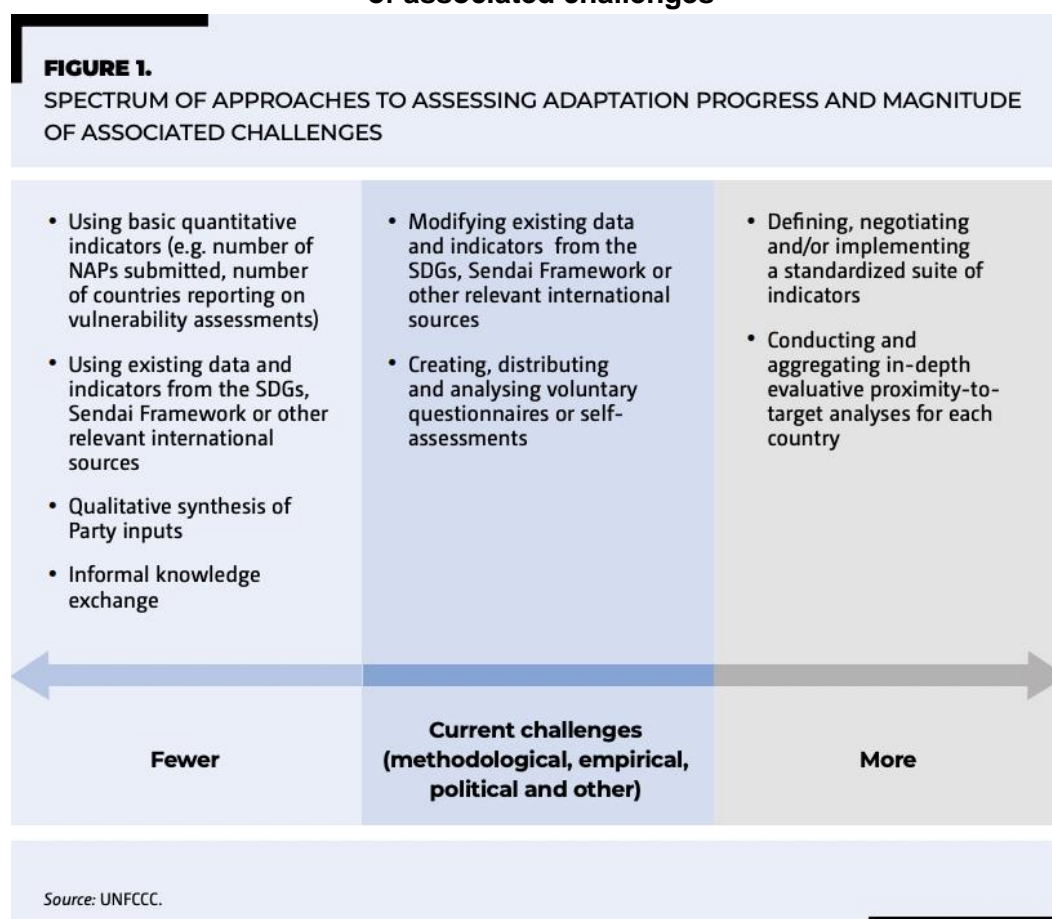 of associated challenges
FIGURE 1.
SPECTRUM OF APPROACHES TO ASSESSING ADAPTATION PROGRESS AND MAGNITUDE
OF ASSOCIATED CHALLENGES
• Using basic quantitative
indicators (e.g. number of
NAPs submitted, number
of countries reporting on
vulnerability assessments)
• Using existing data and
indicators from the SDGs,
Sendai Framework or other
relevant international
sources
• Qualitative synthesis of
Party inputs
• Informal knowledge
exchange
• Modifying existing data
and indicators from the
SDGs, Sendai Framework or
other relevant international
sources
• Creating, distributing
and analysing voluntary
questionnaires or self-
assessments
• Defining, negotiating
and/or implementing
a standardized suite of
indicators
• Conducting and
aggregating in-depth
evaluative proximity-to-
target analyses for each
country
Fewer
Current challenges
(methodological, empirical,
political and other)
More
Source: UNFCCC.